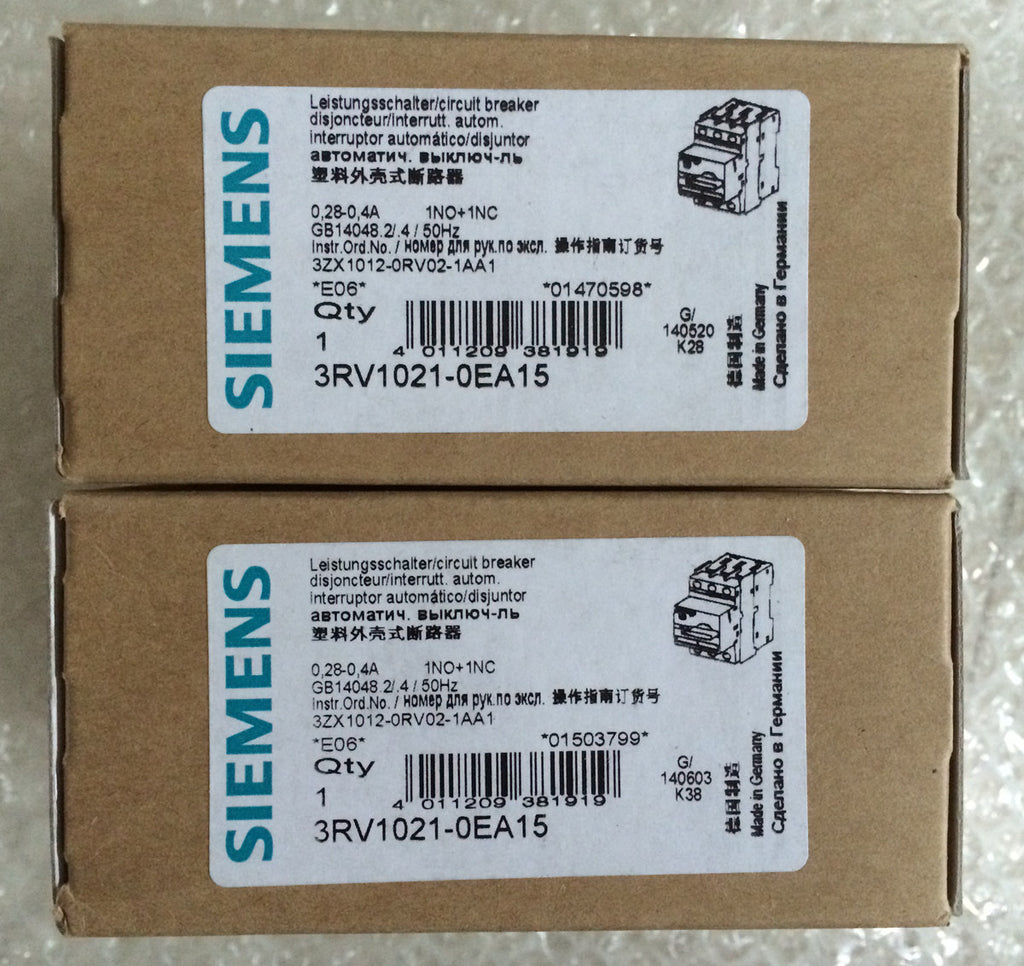 SIEMENS
Leistungsschalter/circuit breaker
disjoncteur/interrutt. autom.
interruptor automático/disjuntor
автоматич. выключ-ль
塑料外壳式断路器
0,28-0,4A 1NO+1NC
GB14048.2/.4 / 50Hz
Instr.Ord.No. / номер для рук.по эксл. 操作指南订货号
3ZX1012-0RV02-1AA1
*E06* *01470598*
Qty
1
4 011209 381919
3RV1021-0EA15
G/
140520
K28
德国制造
Made in Germany
Сделано в Германии
SIEMENS
Leistungsschalter/circuit breaker
disjoncteur/interrutt. autom.
interruptor automático/disjuntor
автоматич. выключ-ль
塑料外壳式断路器
0,28-0,4A 1NO+1NC
GB14048.2/.4 / 50Hz
Instr.Ord.No. / номер для рук.по эксл. 操作指南订货号
3ZX1012-0RV02-1AA1
*E06* *01503799*
Qty
1
4 011209 381919
3RV1021-0EA15
G/
140603
K38
德国制造
Made in Germany
Сделано в Германии